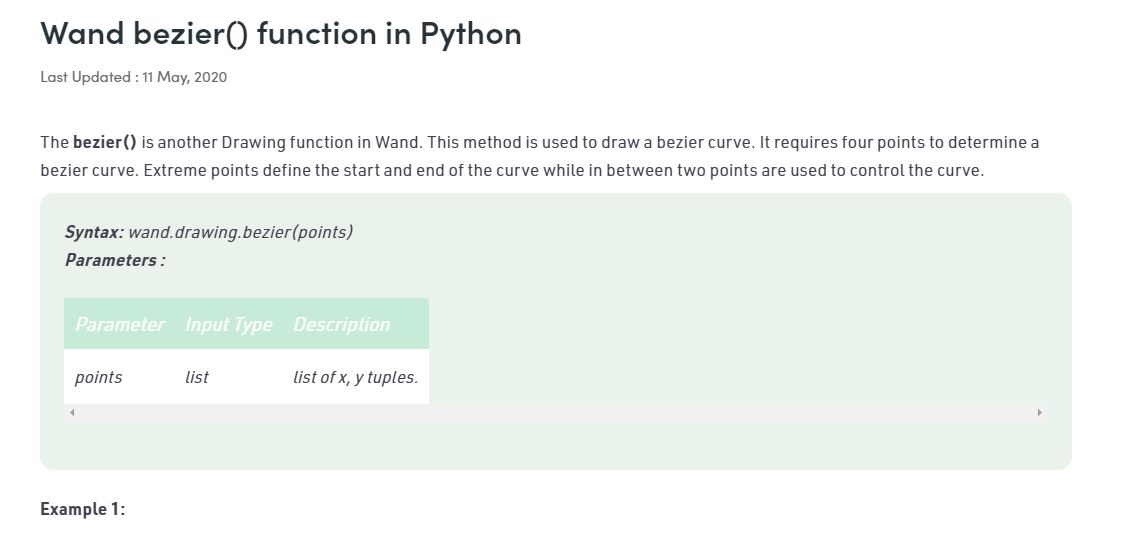 Wand bezier() function in Python
Last Updated : 11 May, 2020
The bezier() is another Drawing function in Wand. This method is used to draw a bezier curve. It requires four points to determine a
bezier curve. Extreme points define the start and end of the curve while in between two points are used to control the curve.
Syntax: wand.drawing.bezier(points)
Parameters :
Parameter Input Type Description
points list list of x, y tuples.
Example 1: